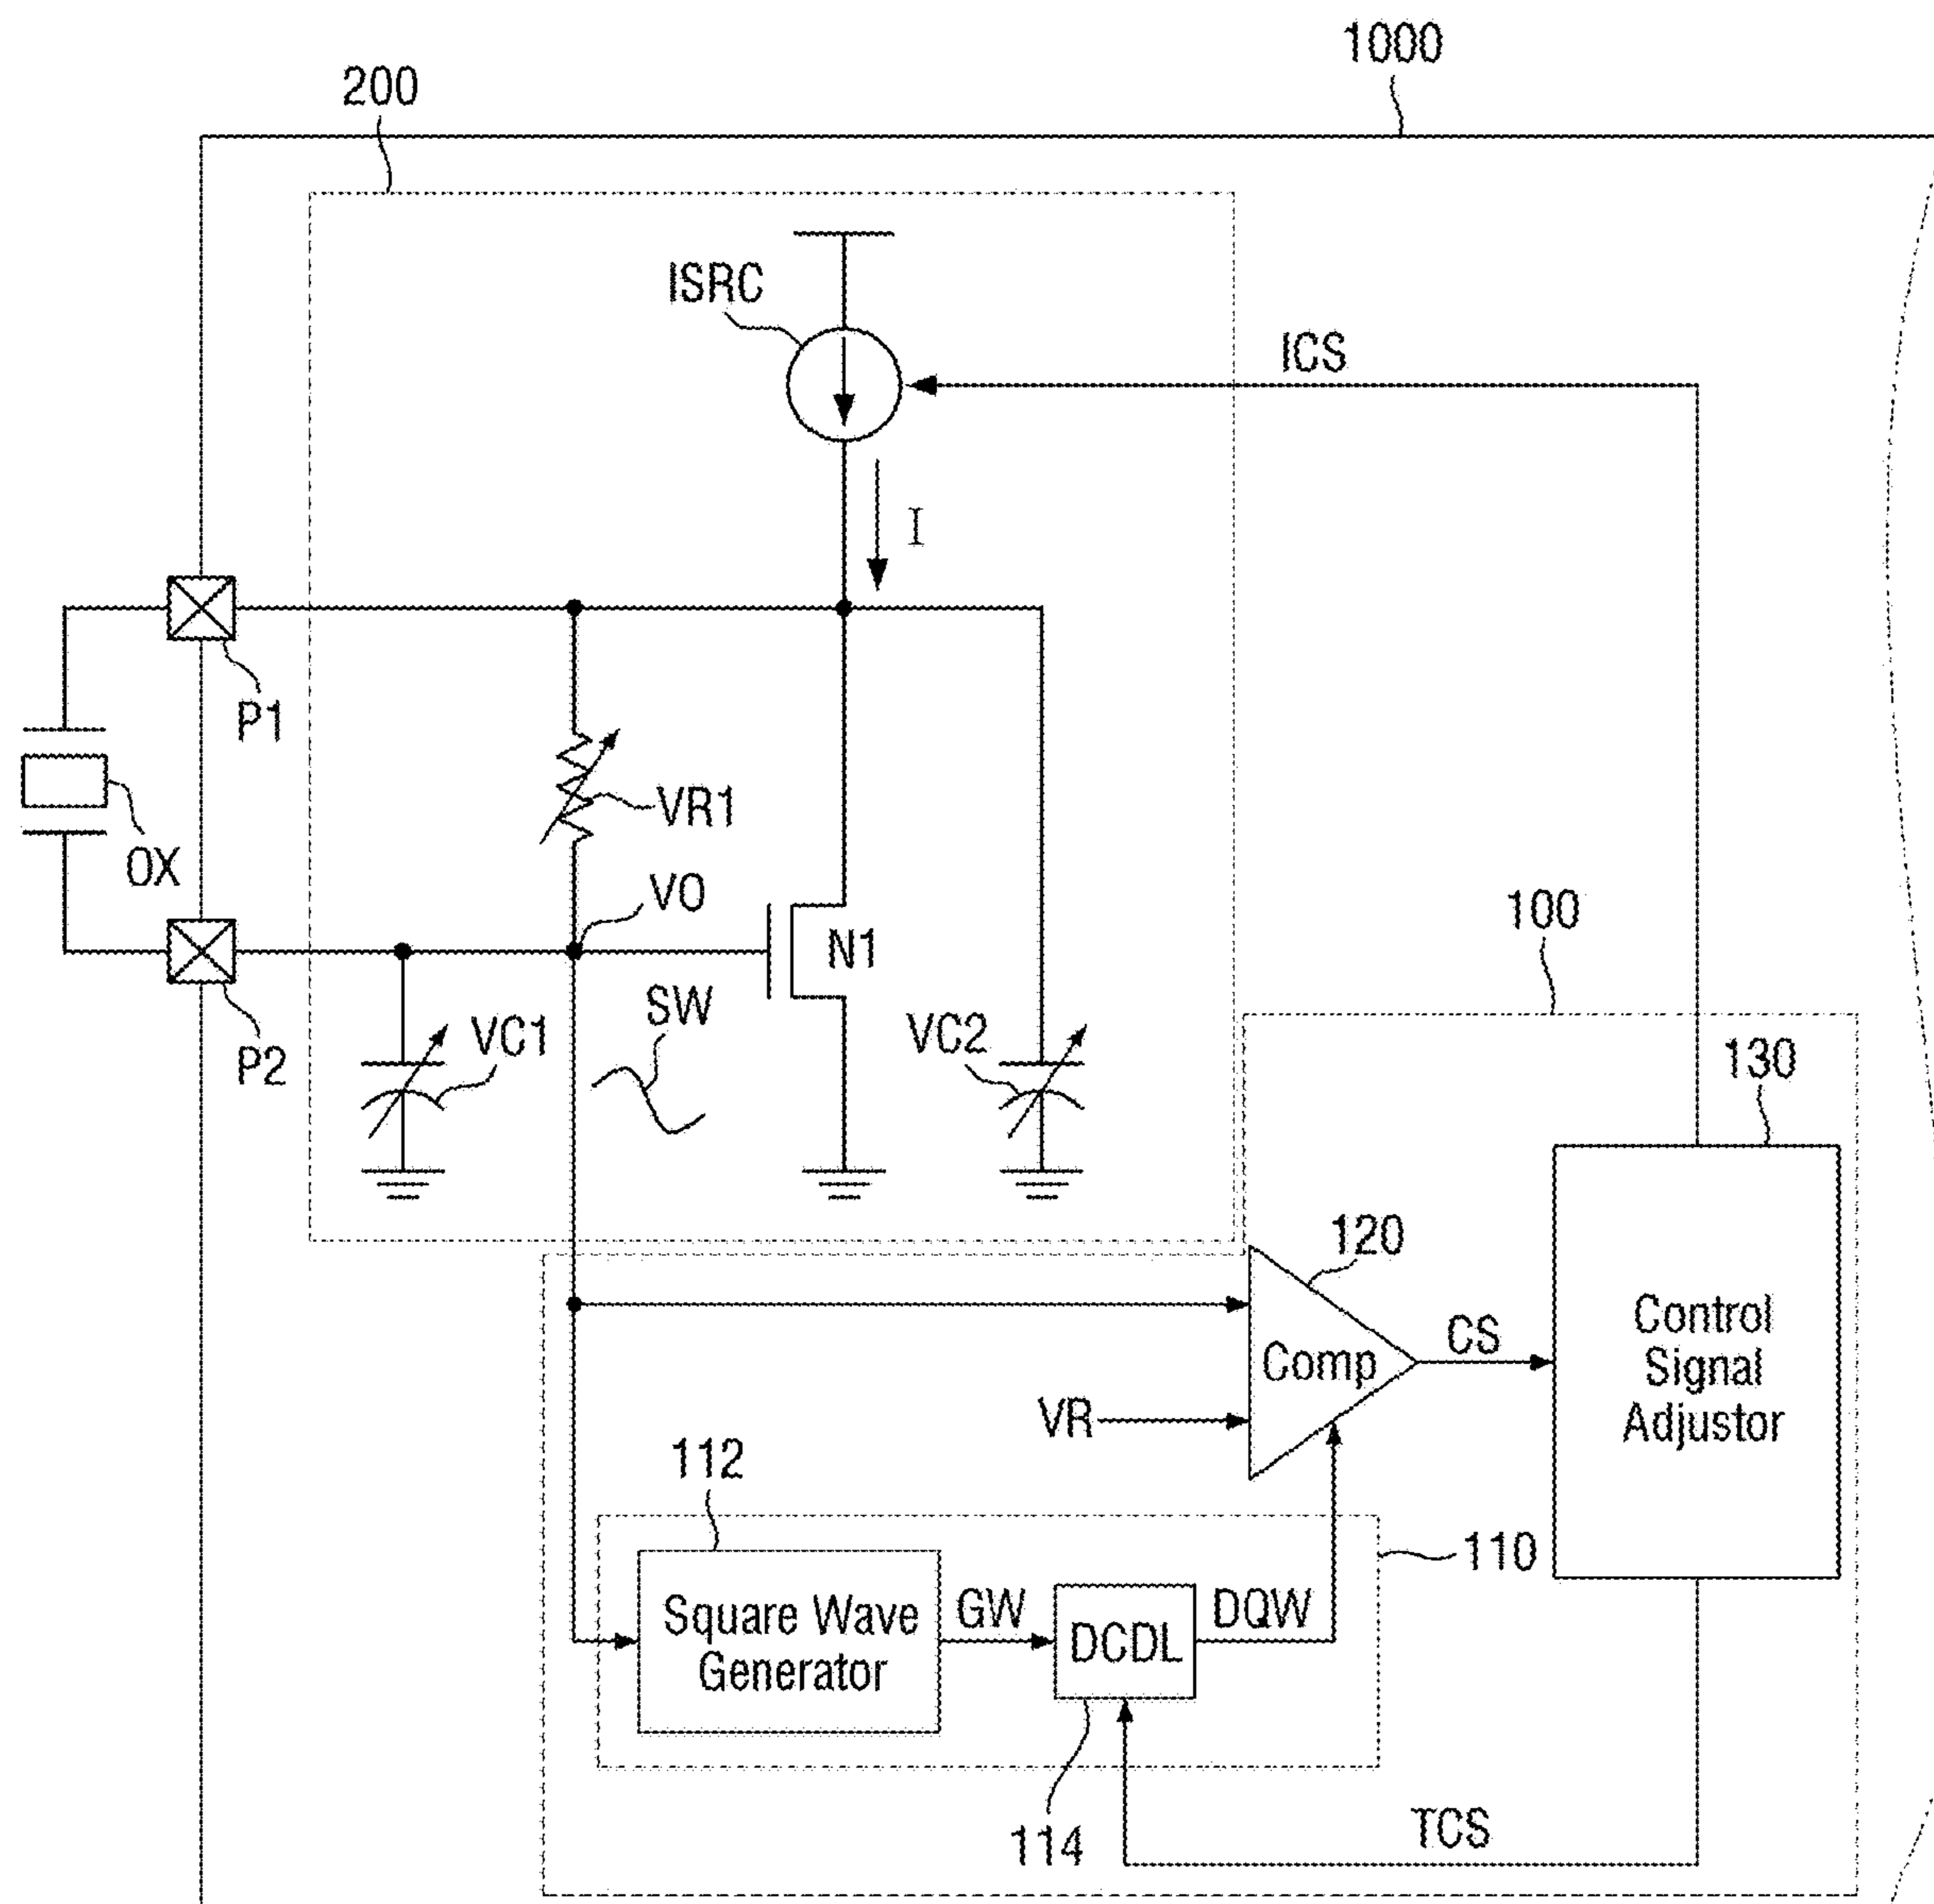 1000
200
ISRC
ICS
I
P1
VR1
OX
VO
100
N1
SW
P2
VC1
VC2
130
120
Control
Signal
Adjustor
CS
Comp
VR
112
110
Square Wave
Generator
GW
DCDL
DQW
TCS
114